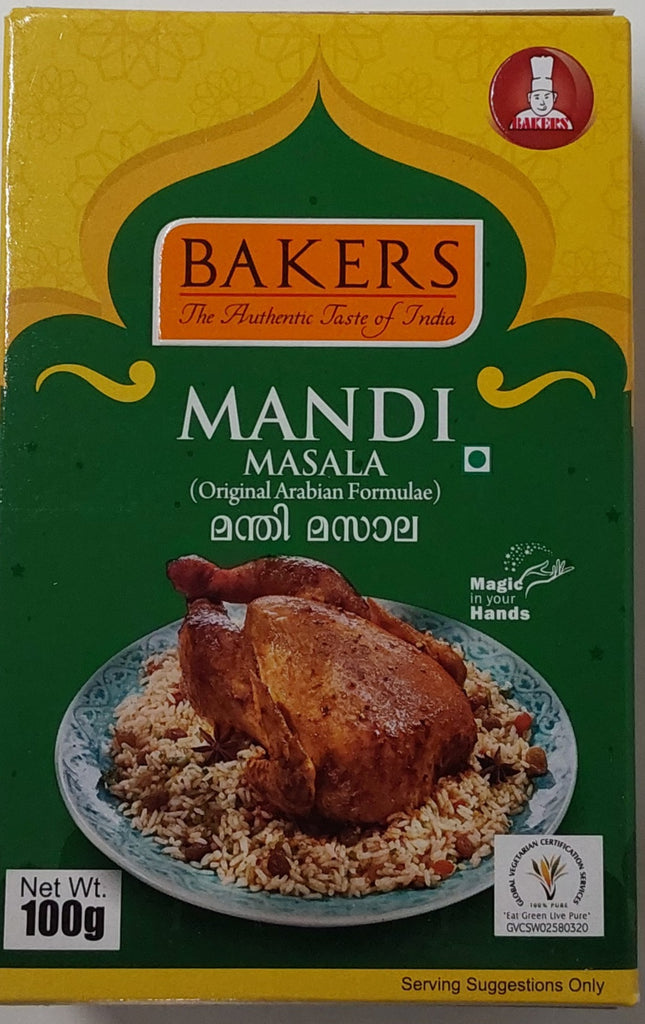 BAKERS
BAKERS
The Authentic Taste of India
MANDI
MASALA
(Original Arabian Formulae)
മന്തി മസാല
Magic
in your
Hands
GLOBAL VEGETARIAN CERTIFICATION SERVICES
100% PURE
"Eat Green Live Pure"
GVCSW02580320
Net Wt.
100g
Serving Suggestions Only